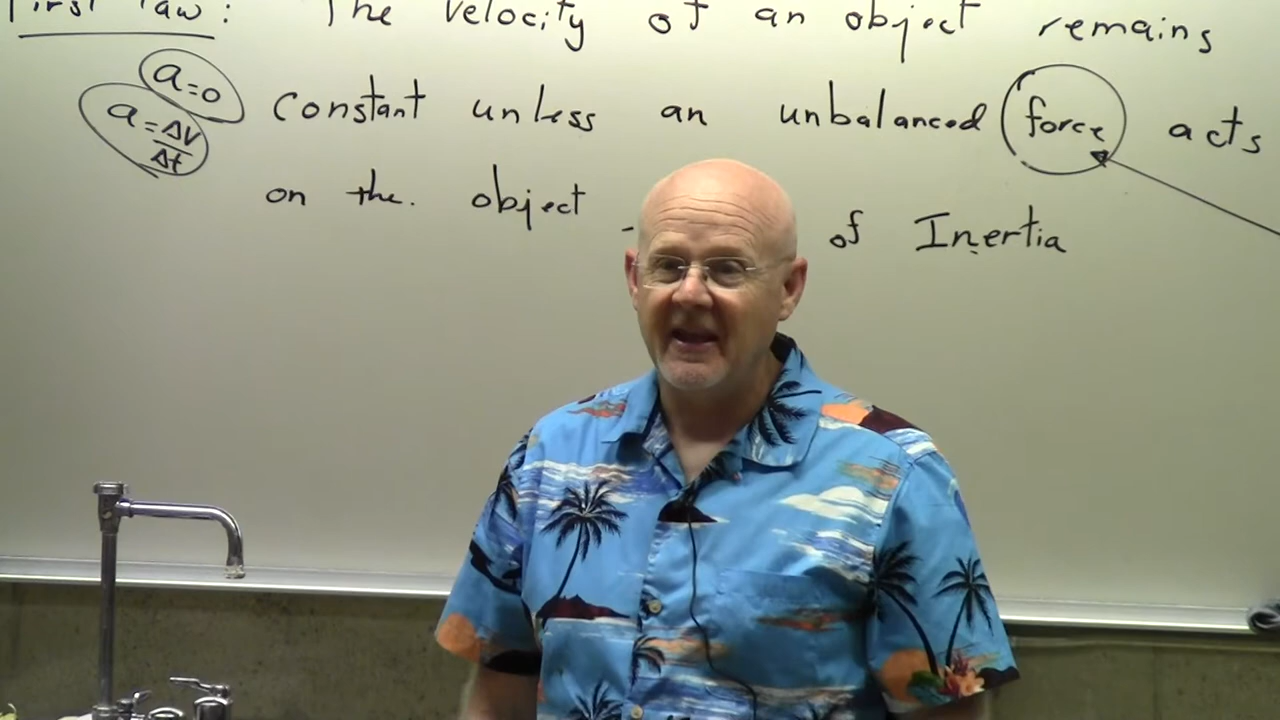 First law: The velocity of an object remains
a=0
constant unless an unbalanced force acts
a=ΔV/Δt
on the object
of Inertia